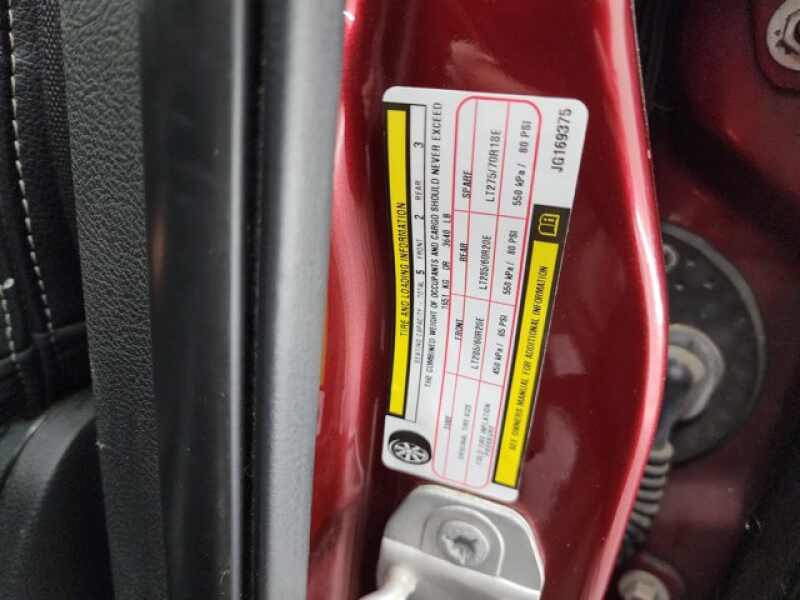 TIRE AND LOADING INFORMATION
SEATING CAPACITY - TOTAL 5 FRONT 2 REAR 3
THE COMBINED WEIGHT OF OCCUPANTS AND CARGO SHOULD NEVER EXCEED
1651 KG OR 3640 LB
TIRE FRONT REAR SPARE
ORIGINAL TIRE SIZE LT285/60R20E LT285/60R20E LT275/70R18E
COLD TIRE INFLATION PRESSURE 450 kPa / 65 PSI 550 kPa / 80 PSI 550 kPa / 80 PSI
SEE OWNERS MANUAL FOR ADDITIONAL INFORMATION
JG169375